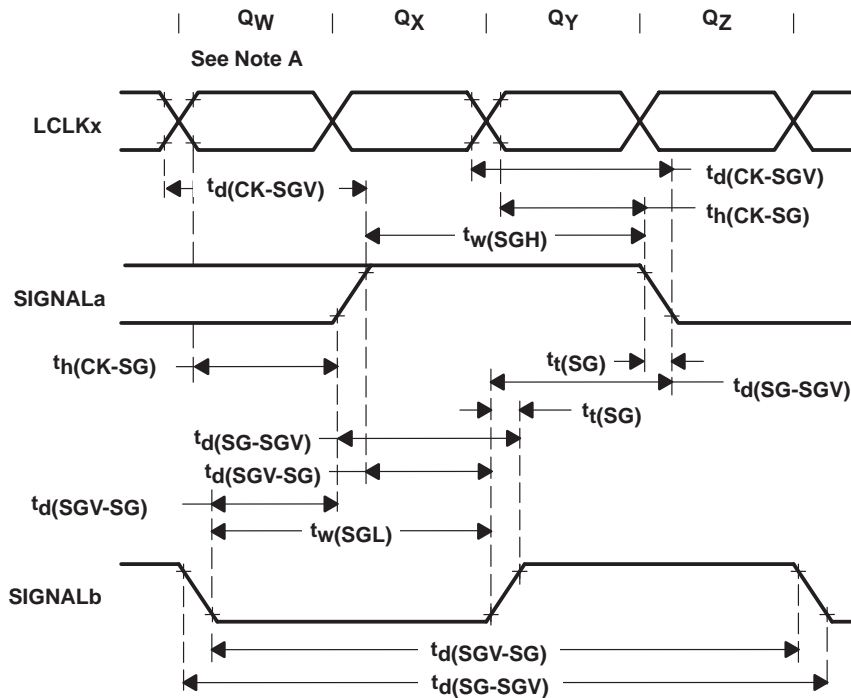 QW QX QY QZ
See Note A
LCLKx
td(CK-SGV) td(CK-SGV)
th(CK-SG)
tw(SGH)
SIGNALa
th(CK-SG) tt(SG)
td(SG-SGV)
tt(SG)
td(SG-SGV)
td(SGV-SG)
td(SGV-SG)
tw(SGL)
SIGNALb
td(SGV-SG)
td(SG-SGV)